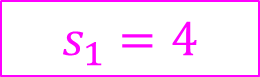 s₁ = 4